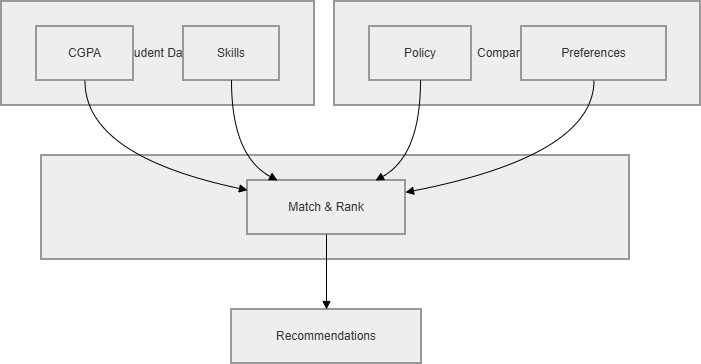 CGPA
udent Da
Skills
Policy
Compar
Preferences
Match & Rank
Recommendations